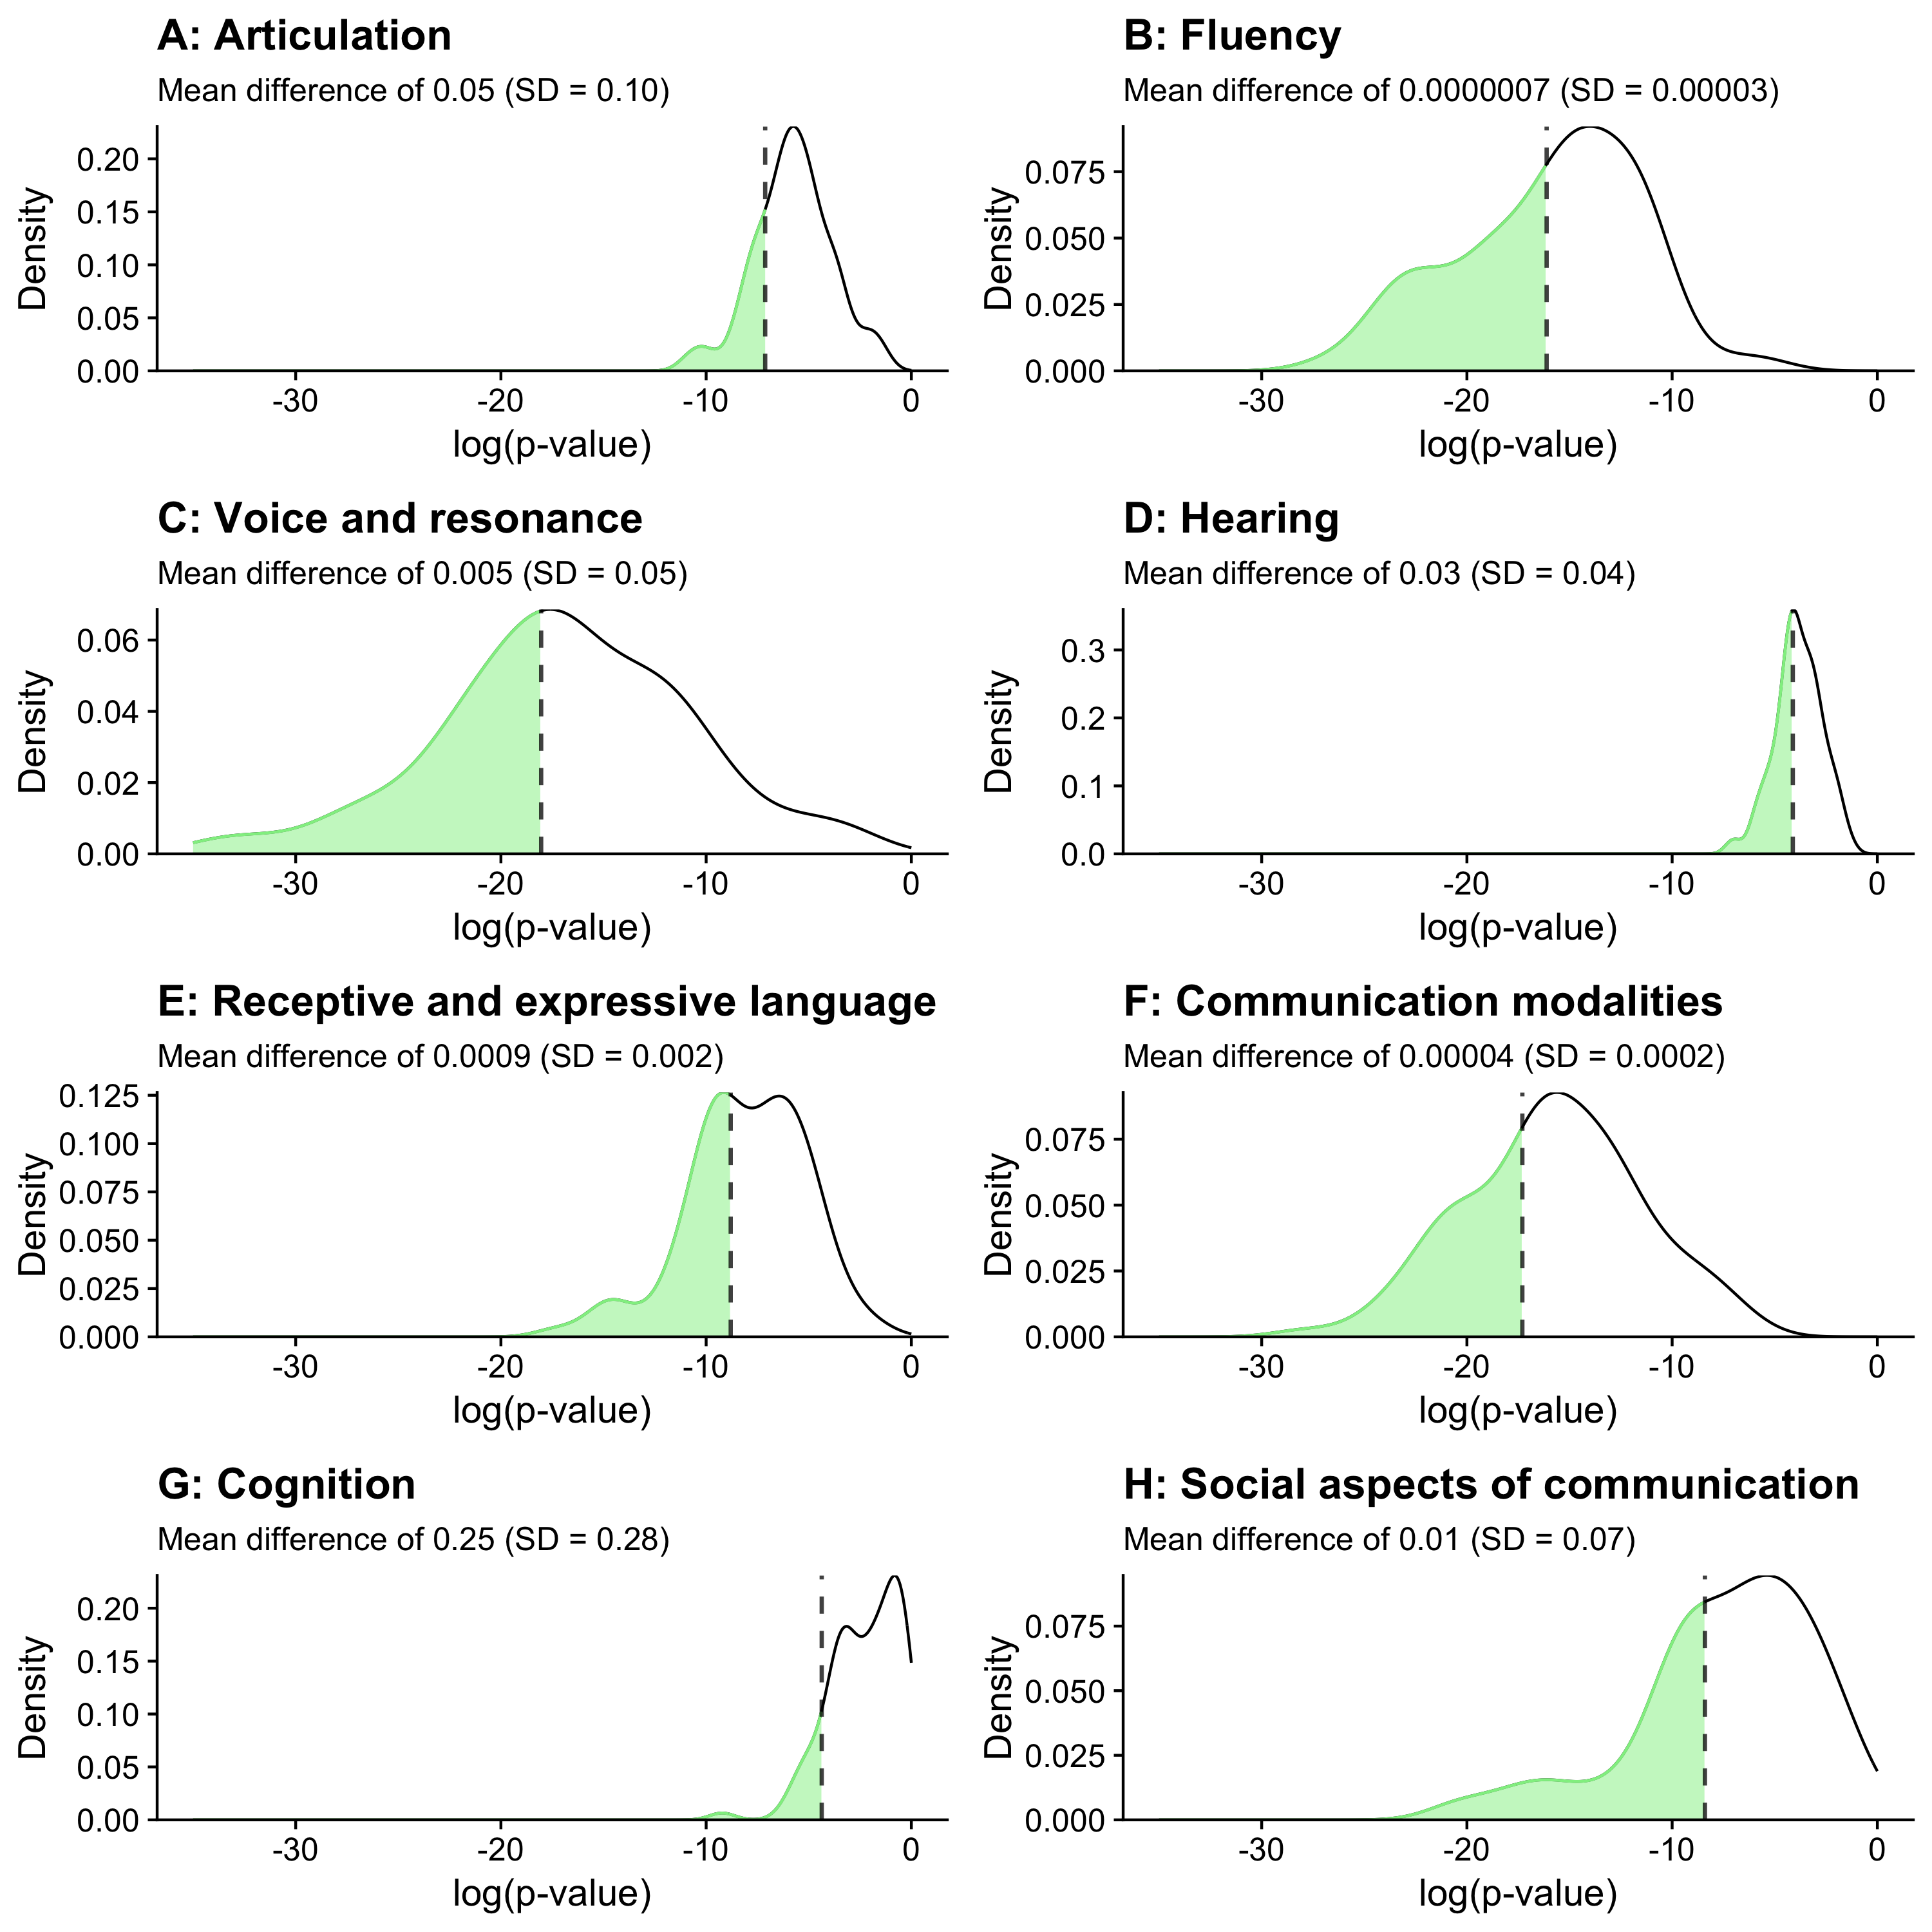 A: Articulation
Mean difference of 0.05 (SD = 0.10)
Density
0.20
0.15
0.10
0.05
0.00
-30 -20 -10 0
log(p-value)
B: Fluency
Mean difference of 0.0000007 (SD = 0.00003)
Density
0.075
0.050
0.025
0.000
-30 -20 -10 0
log(p-value)
C: Voice and resonance
Mean difference of 0.005 (SD = 0.05)
Density
0.06
0.04
0.02
0.00
-30 -20 -10 0
log(p-value)
D: Hearing
Mean difference of 0.03 (SD = 0.04)
Density
0.3
0.2
0.1
0.0
-30 -20 -10 0
log(p-value)
E: Receptive and expressive language
Mean difference of 0.0009 (SD = 0.002)
Density
0.125
0.100
0.075
0.050
0.025
0.000
-30 -20 -10 0
log(p-value)
F: Communication modalities
Mean difference of 0.00004 (SD = 0.0002)
Density
0.075
0.050
0.025
0.000
-30 -20 -10 0
log(p-value)
G: Cognition
Mean difference of 0.25 (SD = 0.28)
Density
0.20
0.15
0.10
0.05
0.00
-30 -20 -10 0
log(p-value)
H: Social aspects of communication
Mean difference of 0.01 (SD = 0.07)
Density
0.075
0.050
0.025
0.000
-30 -20 -10 0
log(p-value)